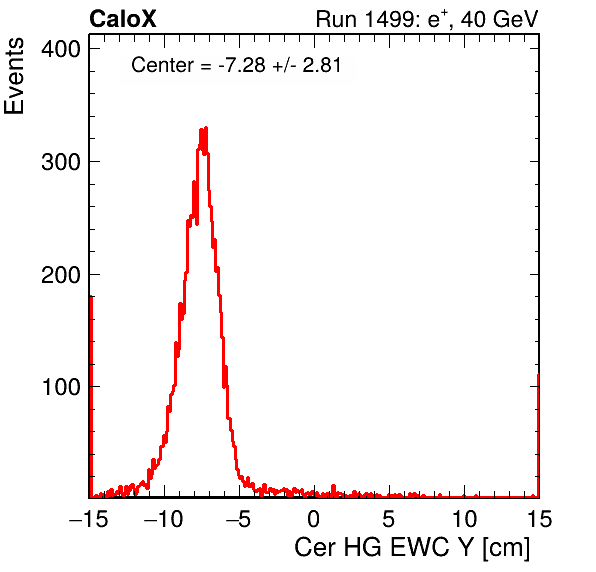 CaloX Run 1499: e⁺, 40 GeV
Center = -7.28 +/- 2.81
Events
400
300
200
100
−15 −10 −5 0 5 10 15
Cer HG EWC Y [cm]